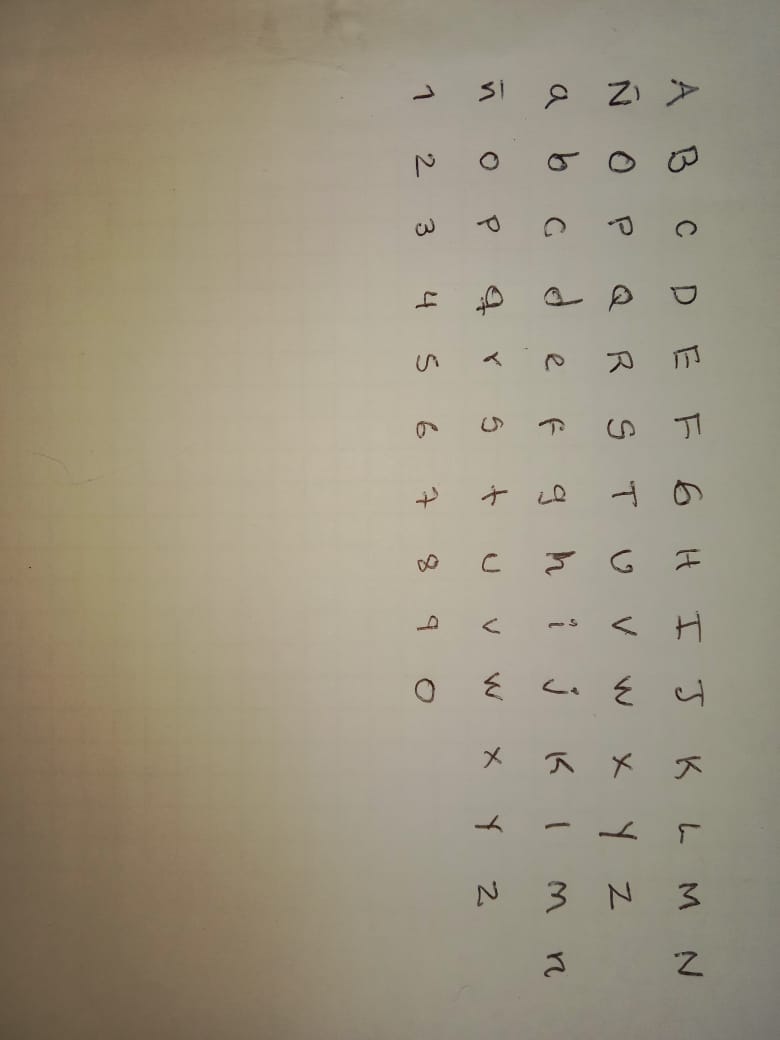 A B C D E F G H I J K L M N
Ñ O P Q R S T U V W X Y Z
a b c d e f g h i j k l m n
ñ o p q r s t u v w x y z
1 2 3 4 5 6 7 8 9 0